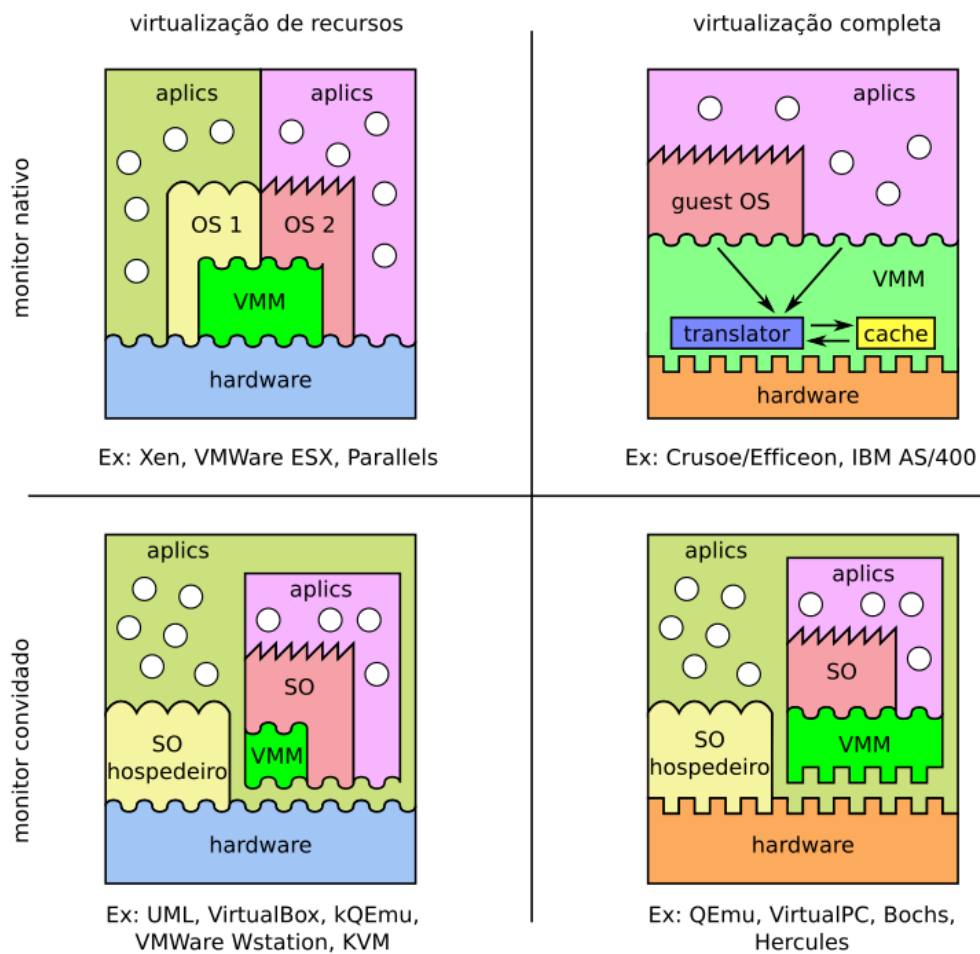 virtualização de recursos
virtualização completa
monitor nativo
aplics
aplics
OS 1
OS 2
VMM
hardware
Ex: Xen, VMWare ESX, Parallels
aplics
guest OS
VMM
translator
cache
hardware
Ex: Crusoe/Efficeon, IBM AS/400
monitor convidado
aplics
aplics
SO
VMM
SO
hospedeiro
hardware
Ex: UML, VirtualBox, kQEmu,
VMWare Wstation, KVM
aplics
aplics
SO
VMM
SO
hospedeiro
hardware
Ex: QEmu, VirtualPC, Bochs,
Hercules